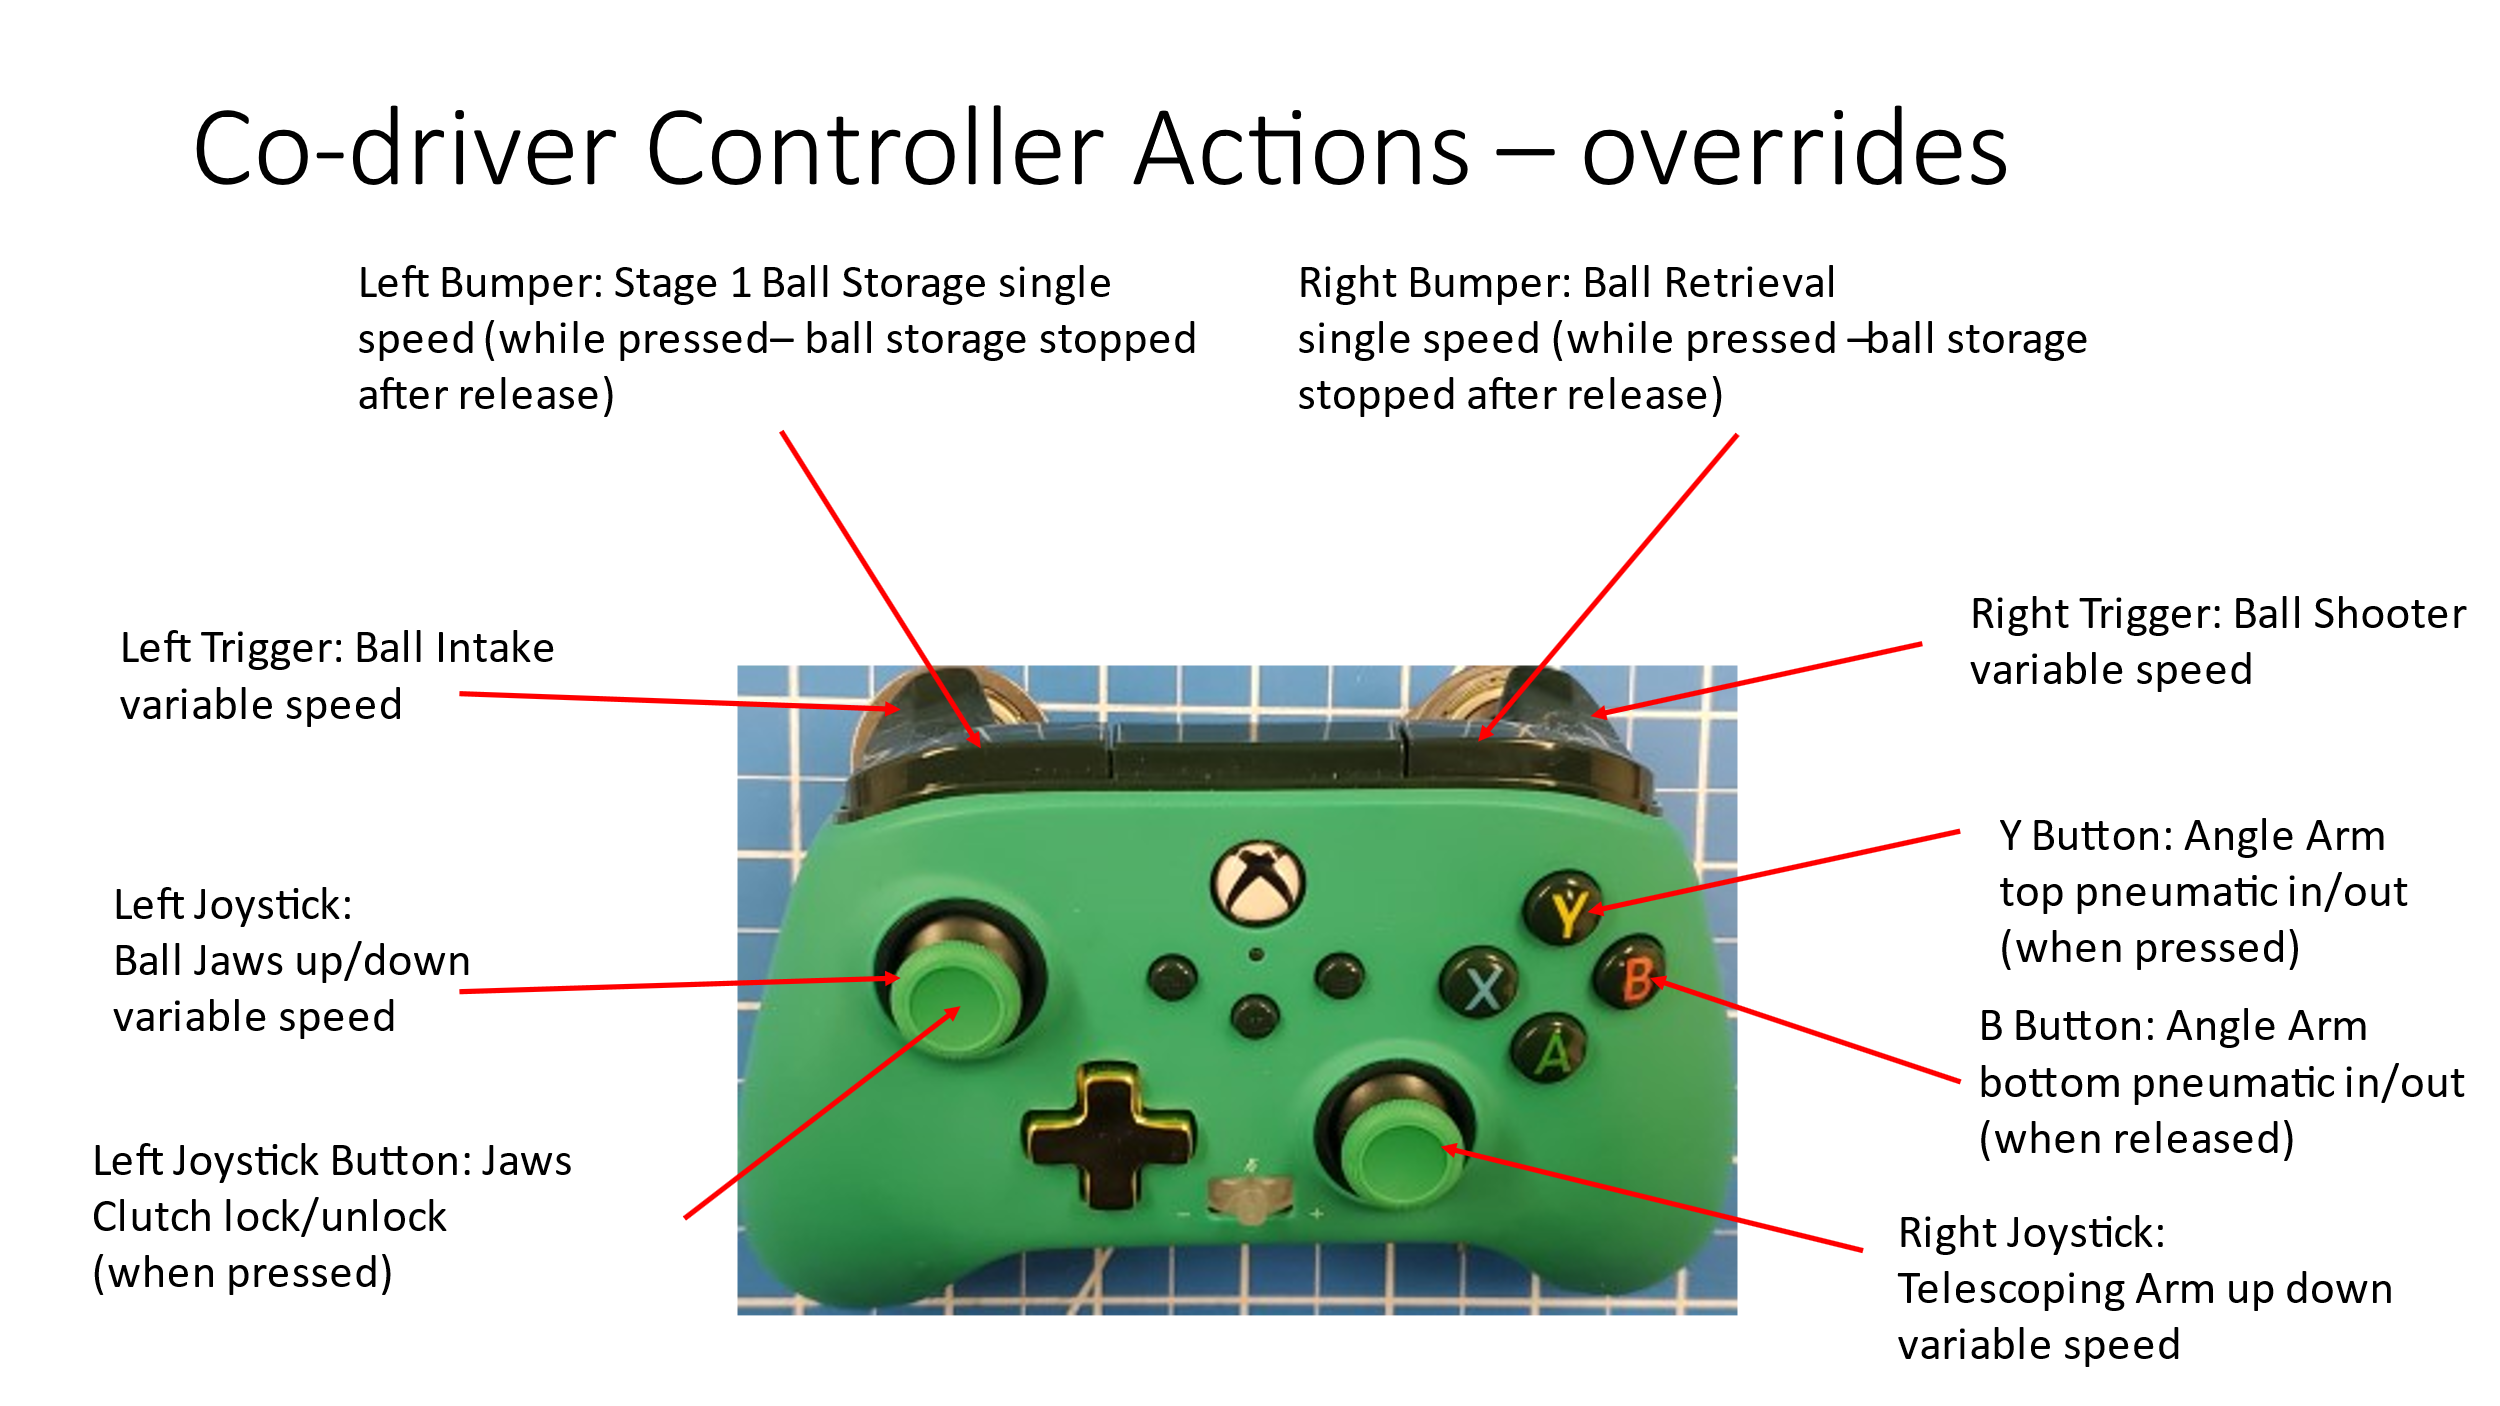 Co-driver Controller Actions – overrides
Left Bumper: Stage 1 Ball Storage single
speed (while pressed– ball storage stopped
after release)
Right Bumper: Ball Retrieval
single speed (while pressed –ball storage
stopped after release)
Left Trigger: Ball Intake
variable speed
Right Trigger: Ball Shooter
variable speed
Left Joystick:
Ball Jaws up/down
variable speed
Y Button: Angle Arm
top pneumatic in/out
(when pressed)
B Button: Angle Arm
bottom pneumatic in/out
(when released)
Left Joystick Button: Jaws
Clutch lock/unlock
(when pressed)
Right Joystick:
Telescoping Arm up down
variable speed
Y
X
B
A
– +